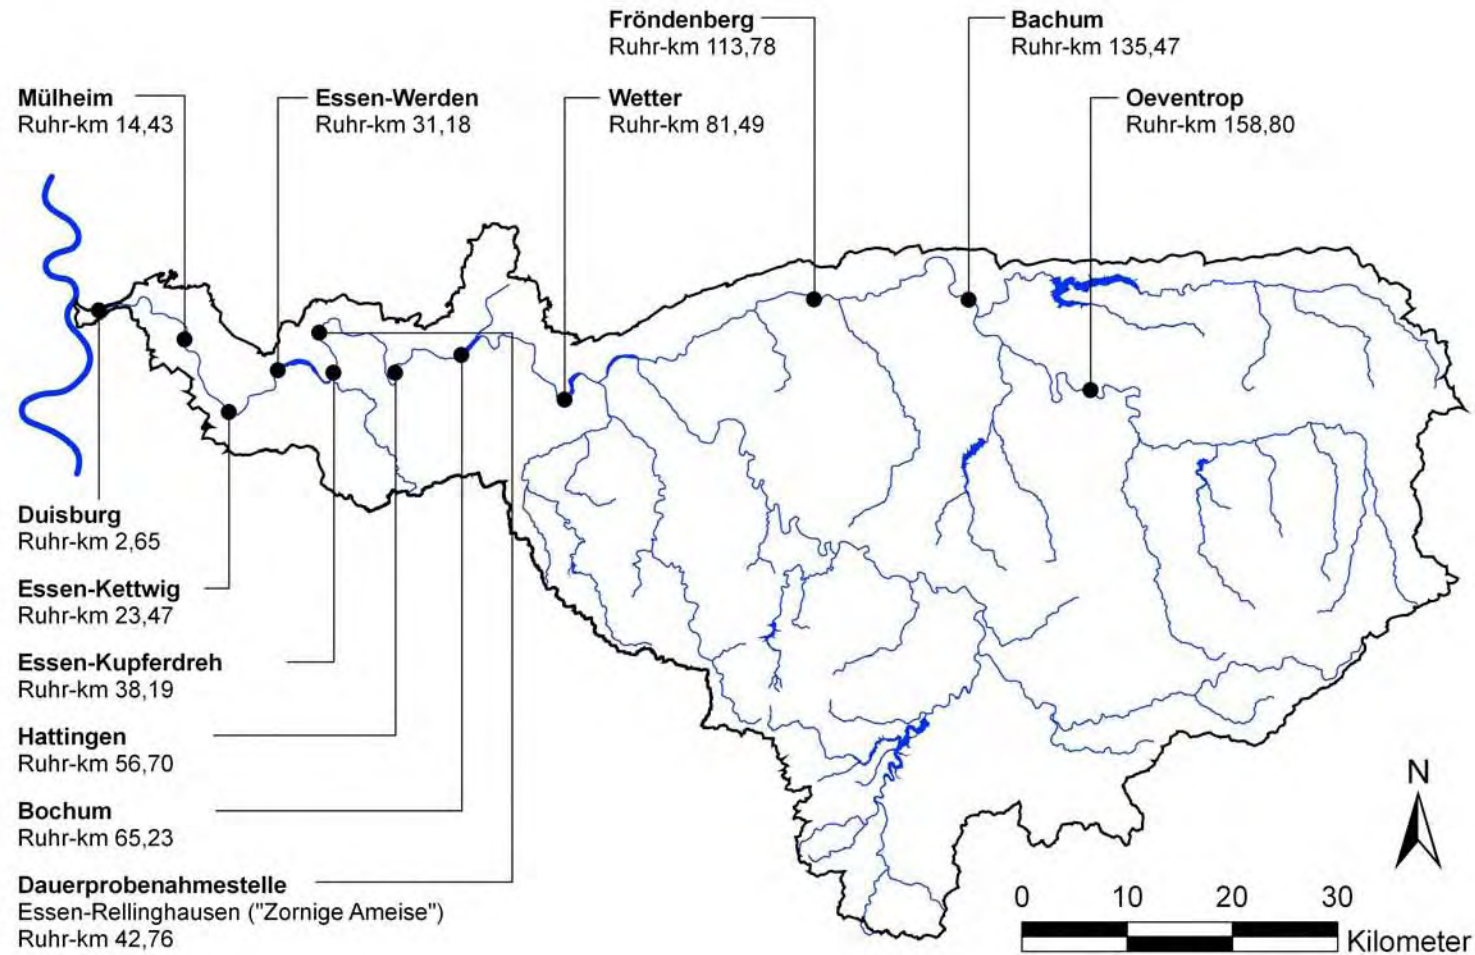 Fröndenberg
Ruhr-km 113,78
Bachum
Ruhr-km 135,47
Mülheim
Ruhr-km 14,43
Essen-Werden
Ruhr-km 31,18
Wetter
Ruhr-km 81,49
Oeventrop
Ruhr-km 158,80
Duisburg
Ruhr-km 2,65
Essen-Kettwig
Ruhr-km 23,47
Essen-Kupferdreh
Ruhr-km 38,19
Hattingen
Ruhr-km 56,70
Bochum
Ruhr-km 65,23
Dauerprobenahmestelle
Essen-Rellinghausen ("Zornige Ameise")
Ruhr-km 42,76
N
0 10 20 30
Kilometer